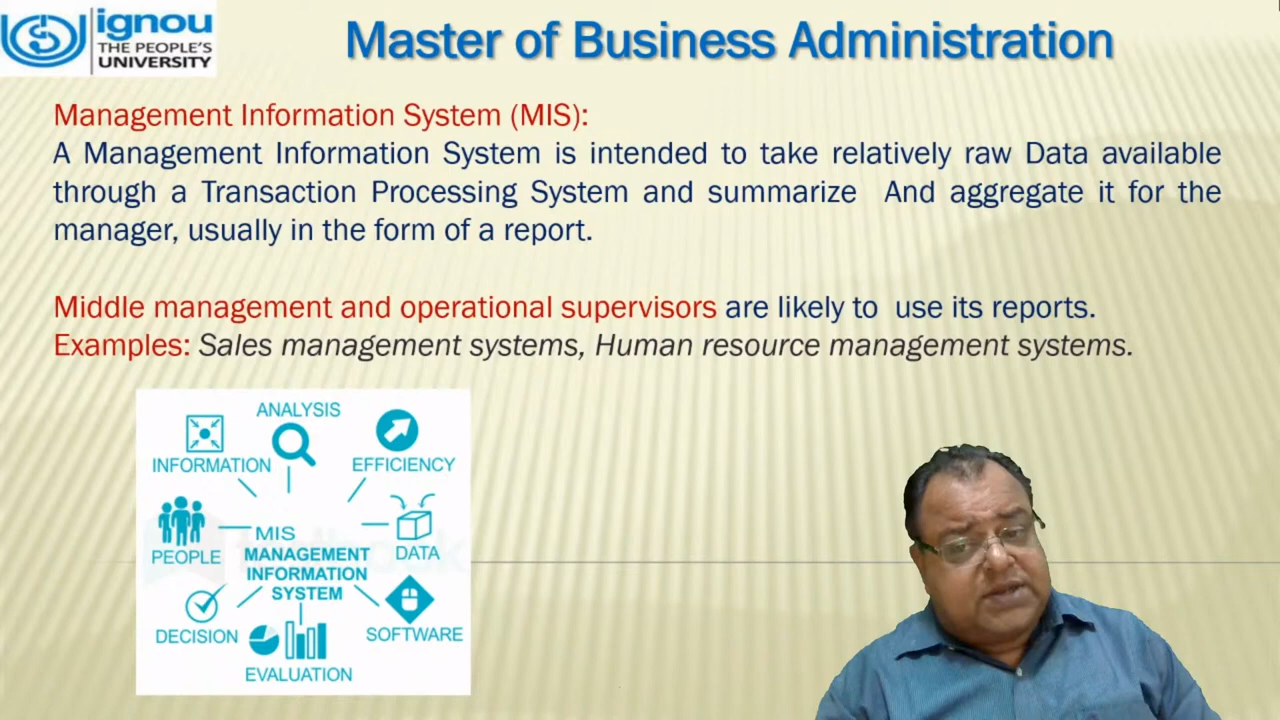 ignou
THE PEOPLE'S
UNIVERSITY
Master of Business Administration
Management Information System (MIS):
A Management Information System is intended to take relatively raw Data available
through a Transaction Processing System and summarize And aggregate it for the
manager, usually in the form of a report.
Middle management and operational supervisors are likely to use its reports.
Examples: Sales management systems, Human resource management systems.
ANALYSIS
INFORMATION
EFFICIENCY
PEOPLE
MIS
MANAGEMENT
INFORMATION
SYSTEM
DATA
DECISION
SOFTWARE
EVALUATION